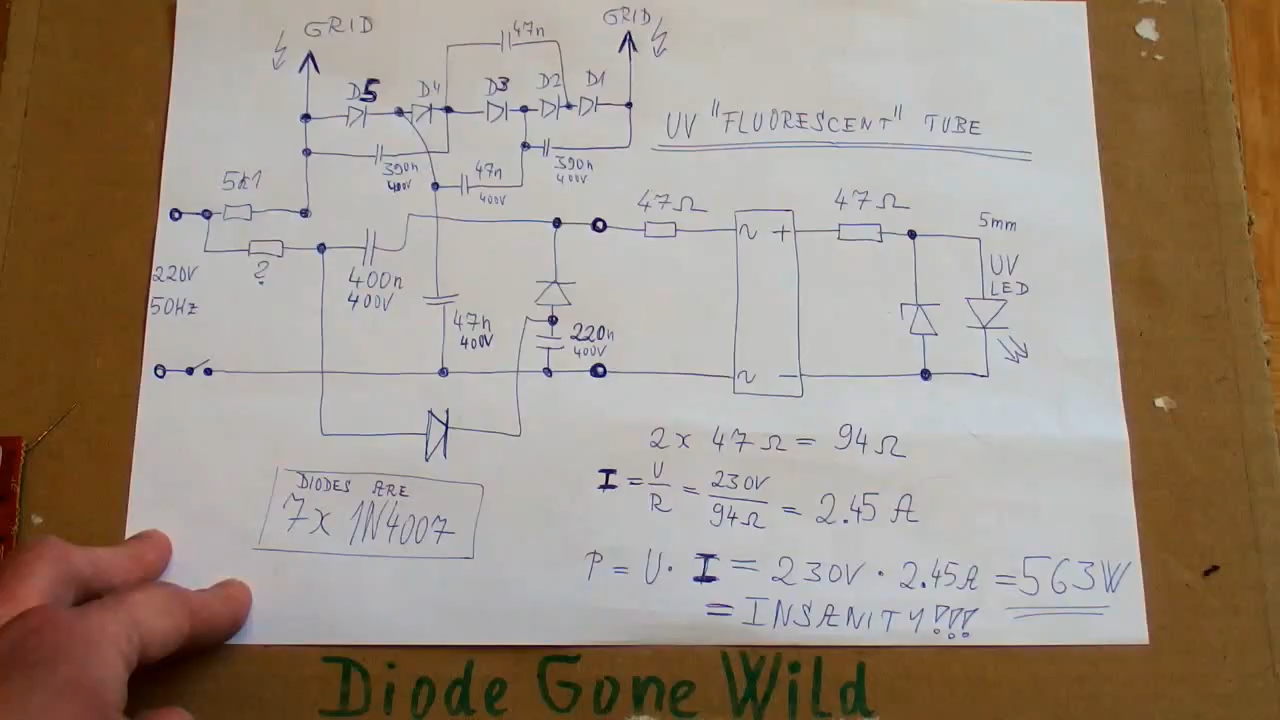 GRID
GRID
47n
D5 D4 D3 D2 D1
UV "FLUORESCENT" TUBE
390n
400V
47n
400V
390n
400V
5k1
?
220V
50Hz
400n
400V
47n
400V
220n
400V
47Ω
47Ω
~ +
~ −
5mm
UV
LED
2 x 47Ω = 94Ω
I = U/R = 230V/94Ω = 2.45 A
P = U · I = 230V · 2.45A = 563W
= INSANITY!!!
DIODES ARE
7x 1N4007
Diode Gone Wild